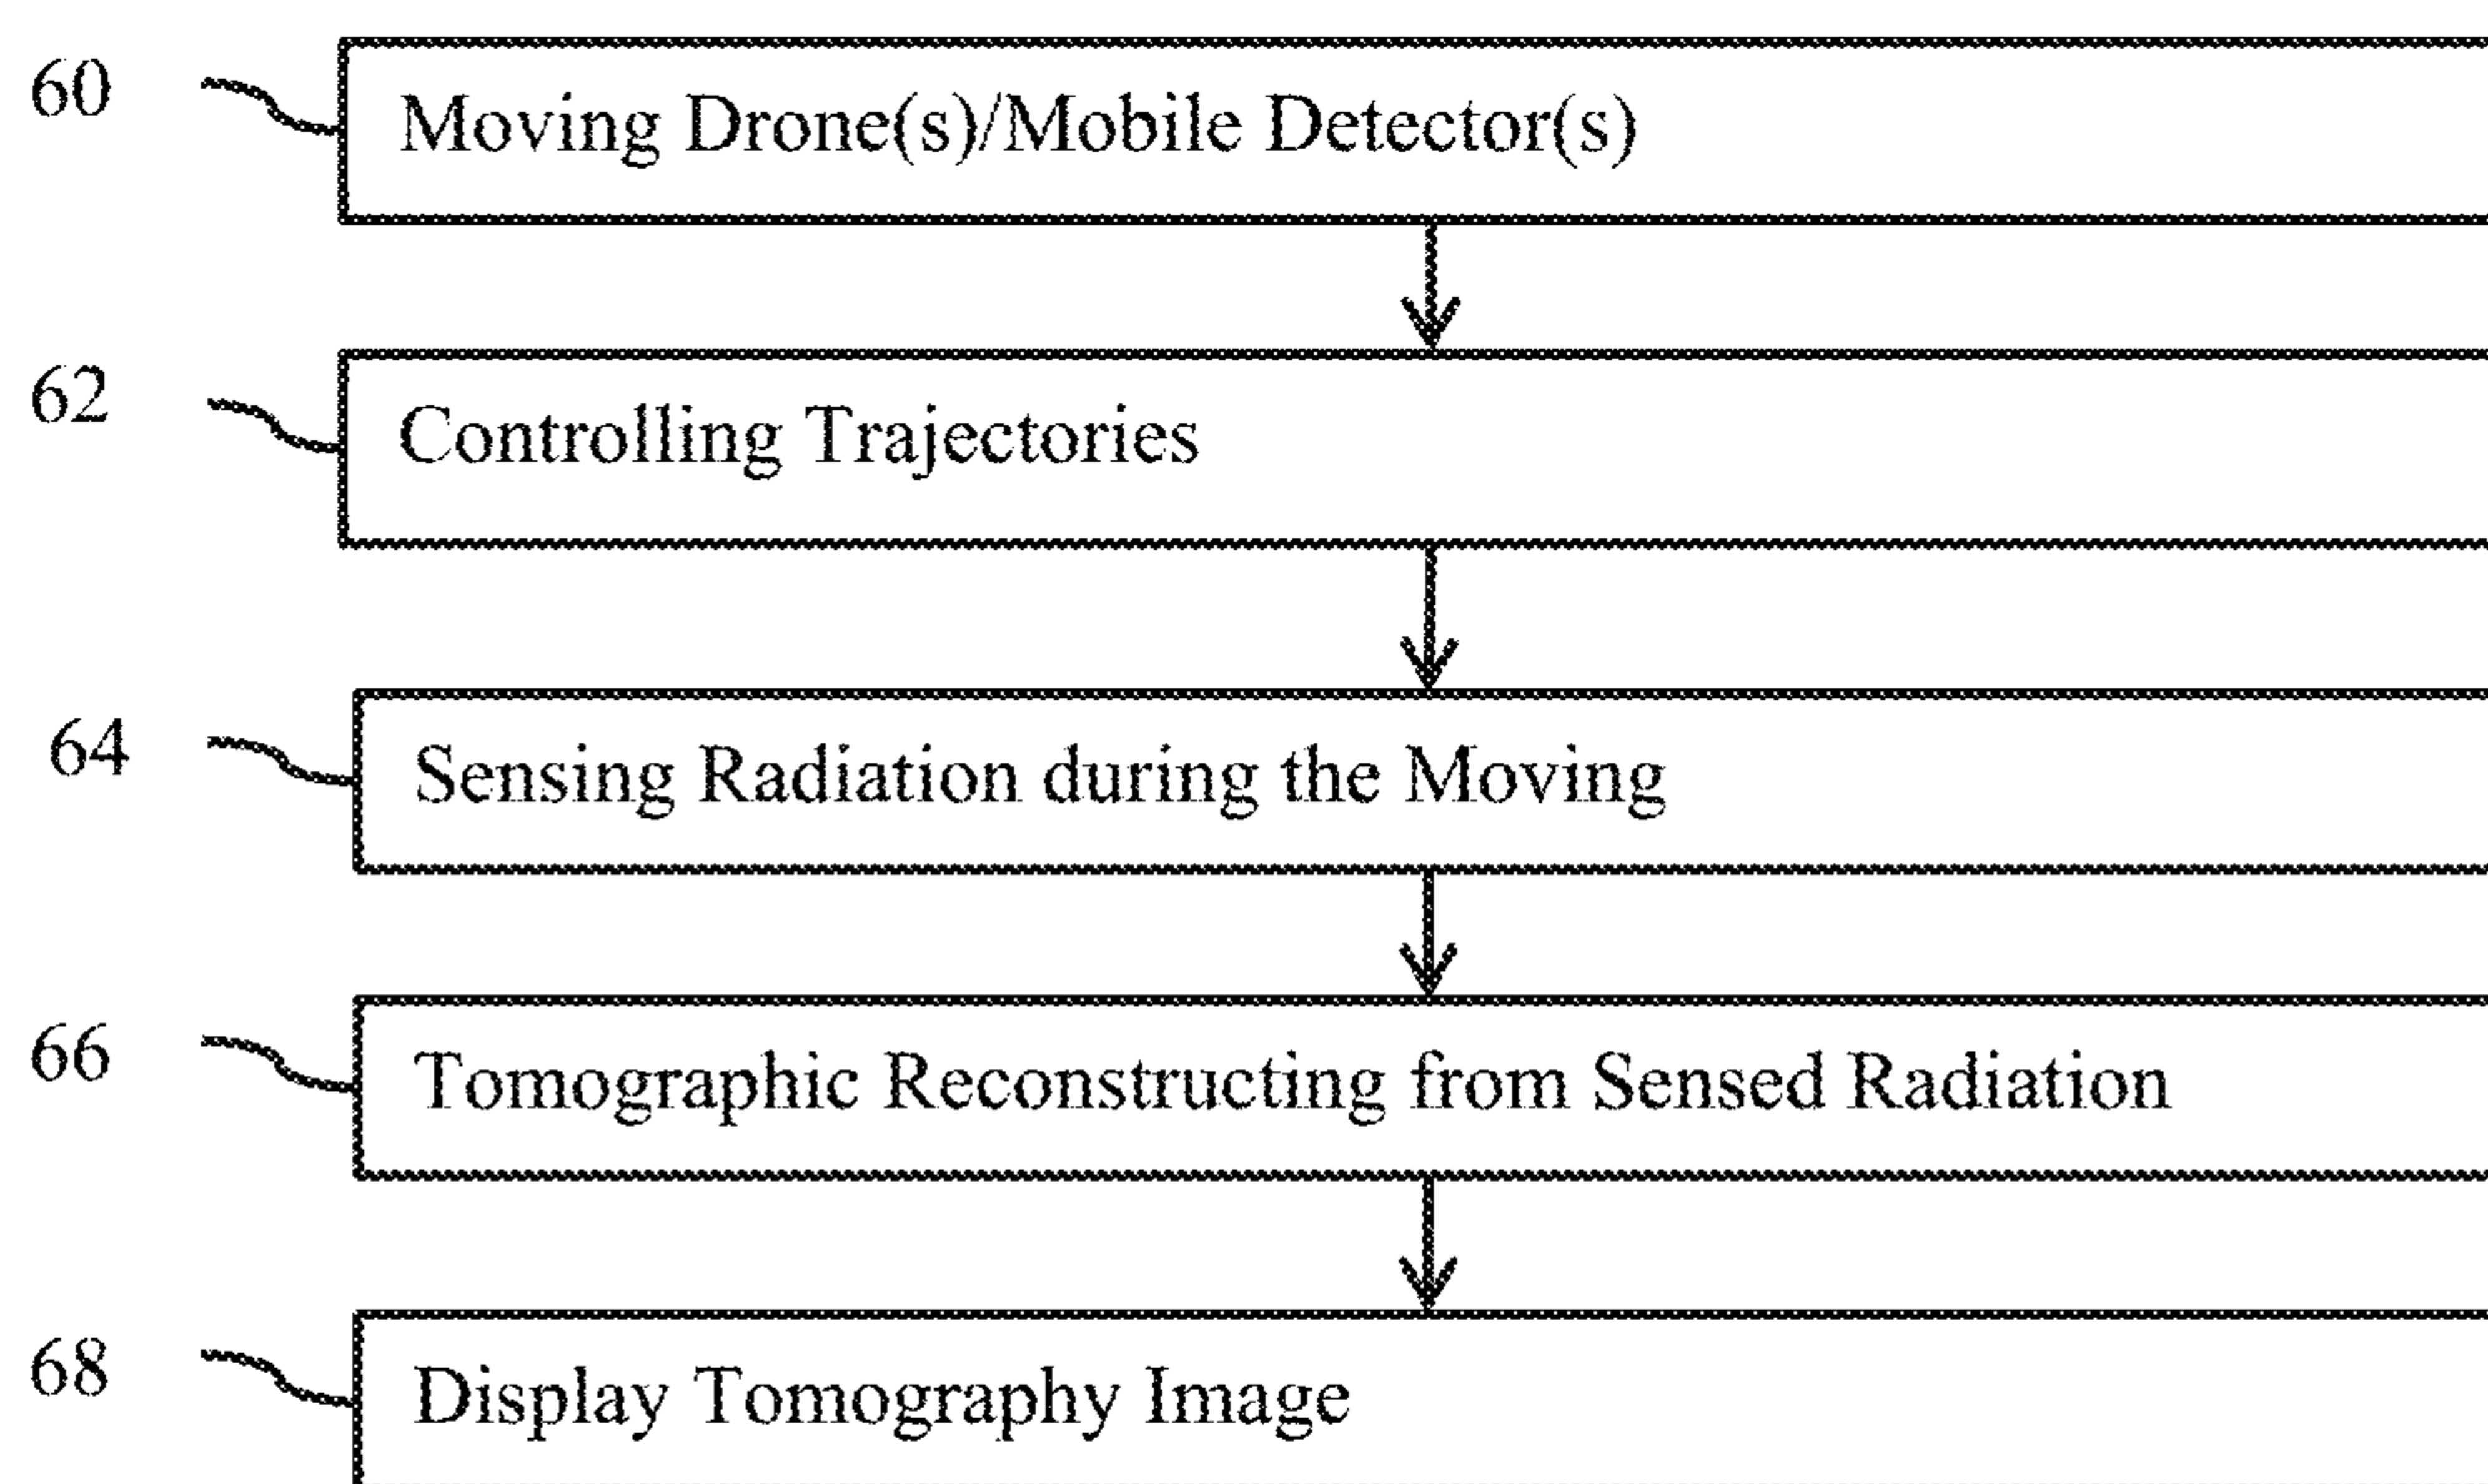 60 Moving Drone(s)/Mobile Detector(s)
62 Controlling Trajectories
64 Sensing Radiation during the Moving
66 Tomographic Reconstructing from Sensed Radiation
68 Display Tomography Image